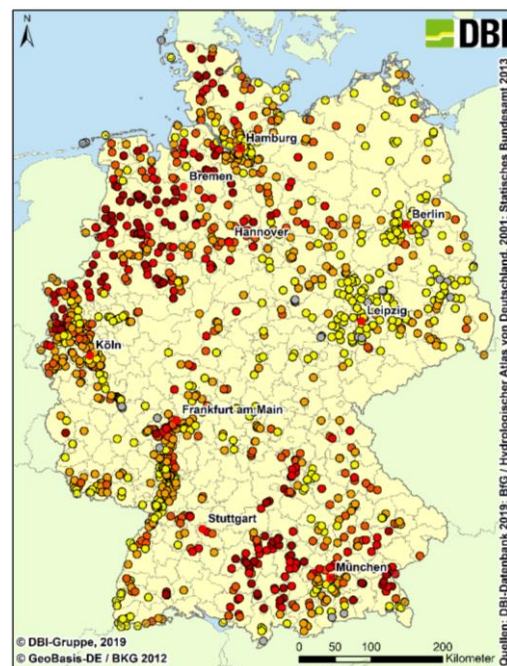 N
DBI
Hamburg
Bremen
Berlin
Hannover
Leipzig
Köln
Frankfurt am Main
Stuttgart
München
© DBI-Gruppe, 2019
© GeoBasis-DE / BKG 2012
0 50 100 200
Kilometer
Quellen: DBI-Datenbank 2019; BfG / Hydrologischer Atlas von Deutschland, 2001; Statisches Bundesamt 2013